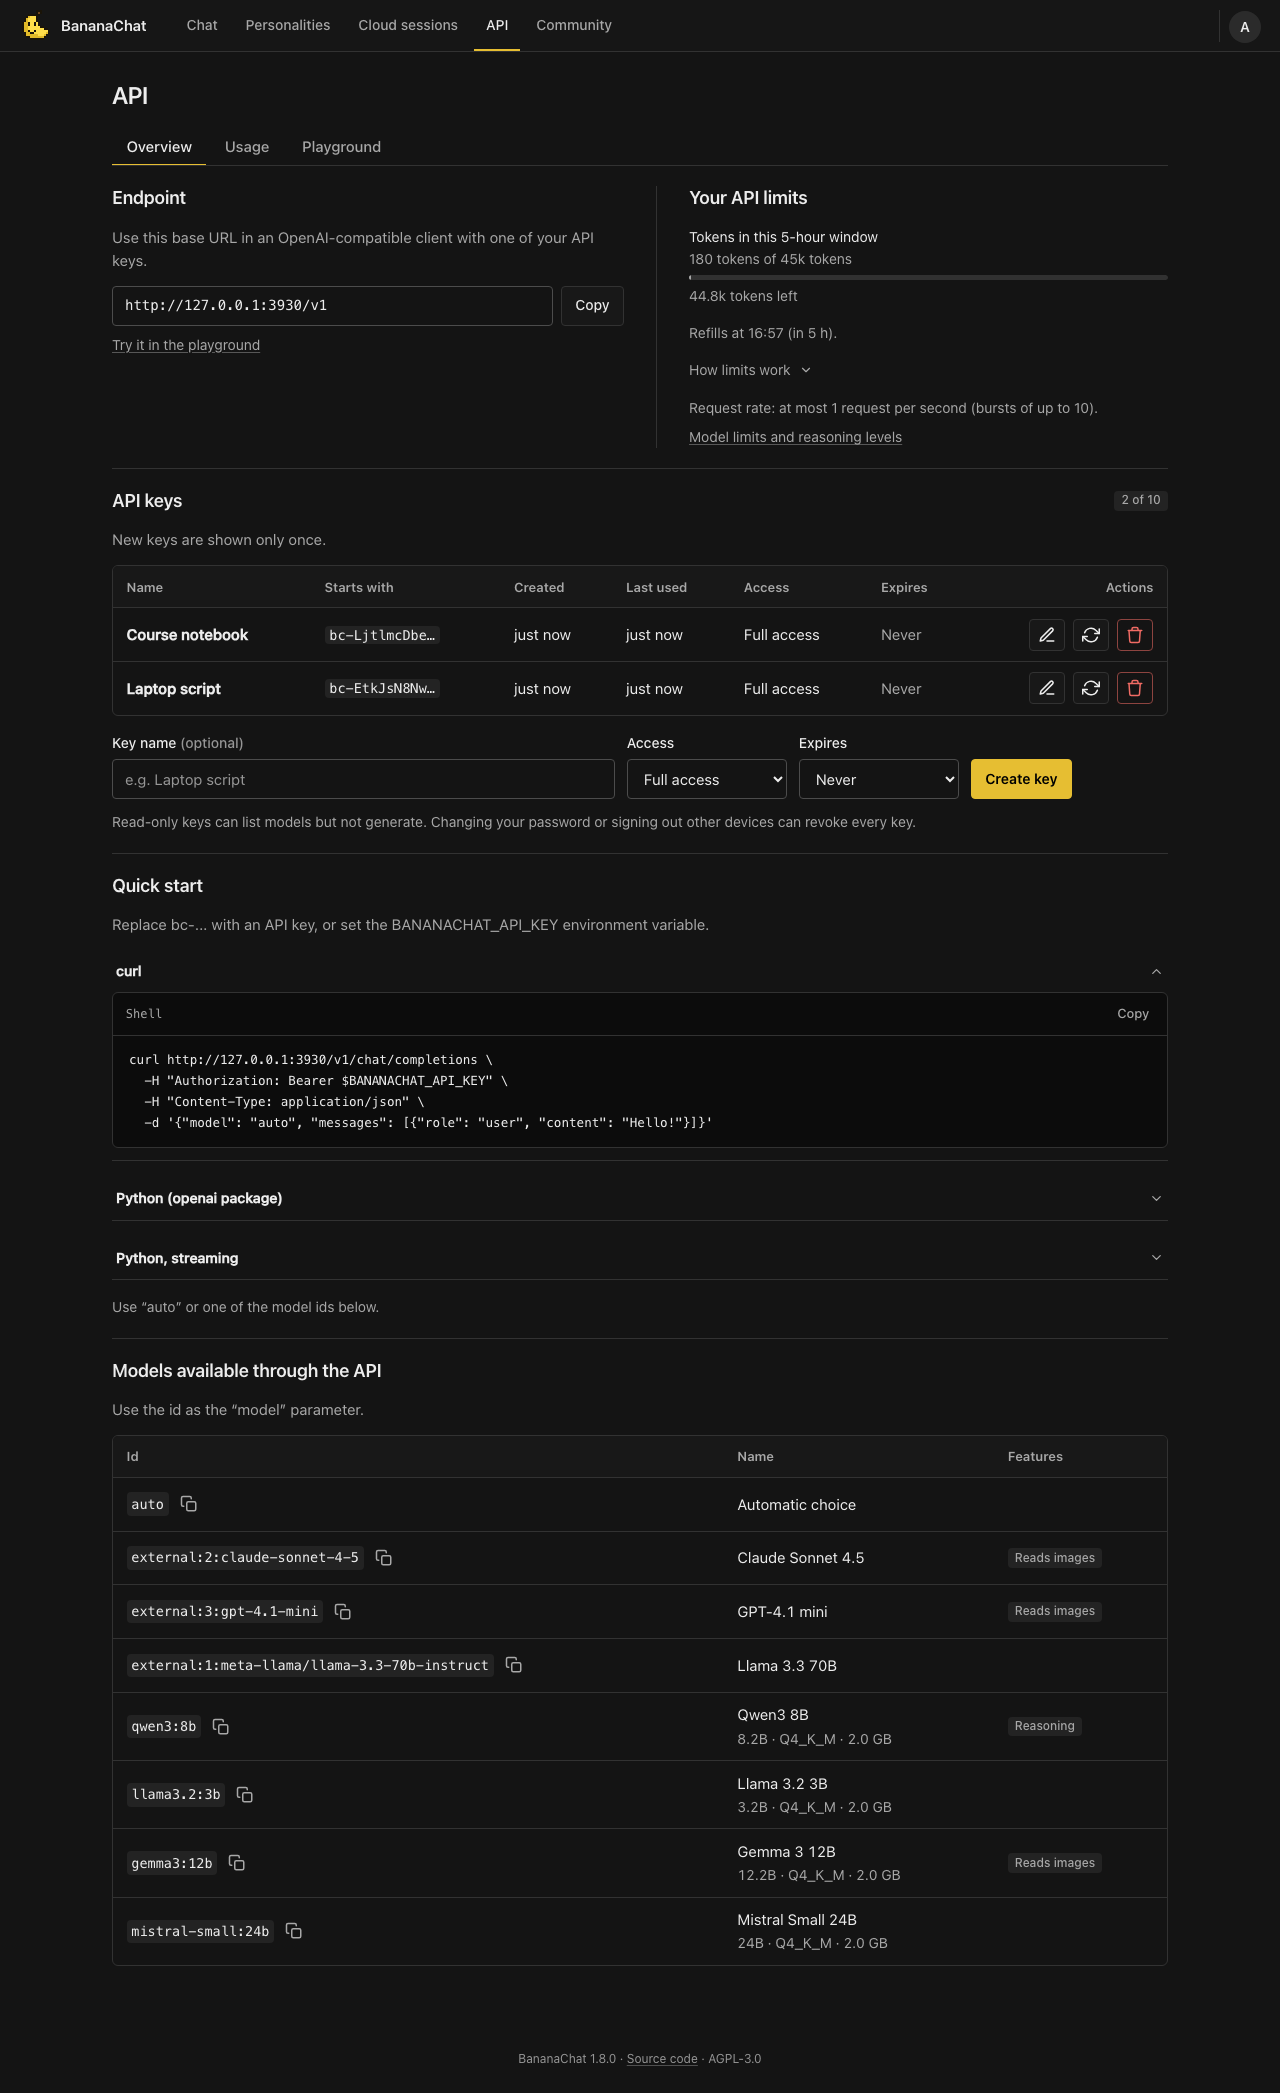 BananaChat
Chat
Personalities
Cloud sessions
API
Community
A
API
Overview
Usage
Playground
Endpoint
Use this base URL in an OpenAI-compatible client with one of your API
keys.
http://127.0.0.1:3930/v1
Copy
Try it in the playground
Your API limits
Tokens in this 5-hour window
180 tokens of 45k tokens
44.8k tokens left
Refills at 16:57 (in 5 h).
How limits work
Request rate: at most 1 request per second (bursts of up to 10).
Model limits and reasoning levels
API keys
2 of 10
New keys are shown only once.
Name Starts with Created Last used Access Expires Actions
Course notebook bc-LjtlmcDbe… just now just now Full access Never
Laptop script bc-EtkJsN8Nw… just now just now Full access Never
Key name (optional) Access Expires
e.g. Laptop script Full access Never Create key
Read-only keys can list models but not generate. Changing your password or signing out other devices can revoke every key.
Quick start
Replace bc-... with an API key, or set the BANANACHAT_API_KEY environment variable.
curl
Shell Copy
curl http://127.0.0.1:3930/v1/chat/completions \
-H "Authorization: Bearer $BANANACHAT_API_KEY" \
-H "Content-Type: application/json" \
-d '{"model": "auto", "messages": [{"role": "user", "content": "Hello!"}]}'
Python (openai package)
Python, streaming
Use “auto” or one of the model ids below.
Models available through the API
Use the id as the “model” parameter.
Id Name Features
auto Automatic choice
external:2:claude-sonnet-4-5 Claude Sonnet 4.5 Reads images
external:3:gpt-4.1-mini GPT-4.1 mini Reads images
external:1:meta-llama/llama-3.3-70b-instruct Llama 3.3 70B
qwen3:8b Qwen3 8B Reasoning
8.2B · Q4_K_M · 2.0 GB
llama3.2:3b Llama 3.2 3B
3.2B · Q4_K_M · 2.0 GB
gemma3:12b Gemma 3 12B Reads images
12.2B · Q4_K_M · 2.0 GB
mistral-small:24b Mistral Small 24B
24B · Q4_K_M · 2.0 GB
BananaChat 1.8.0 · Source code · AGPL-3.0